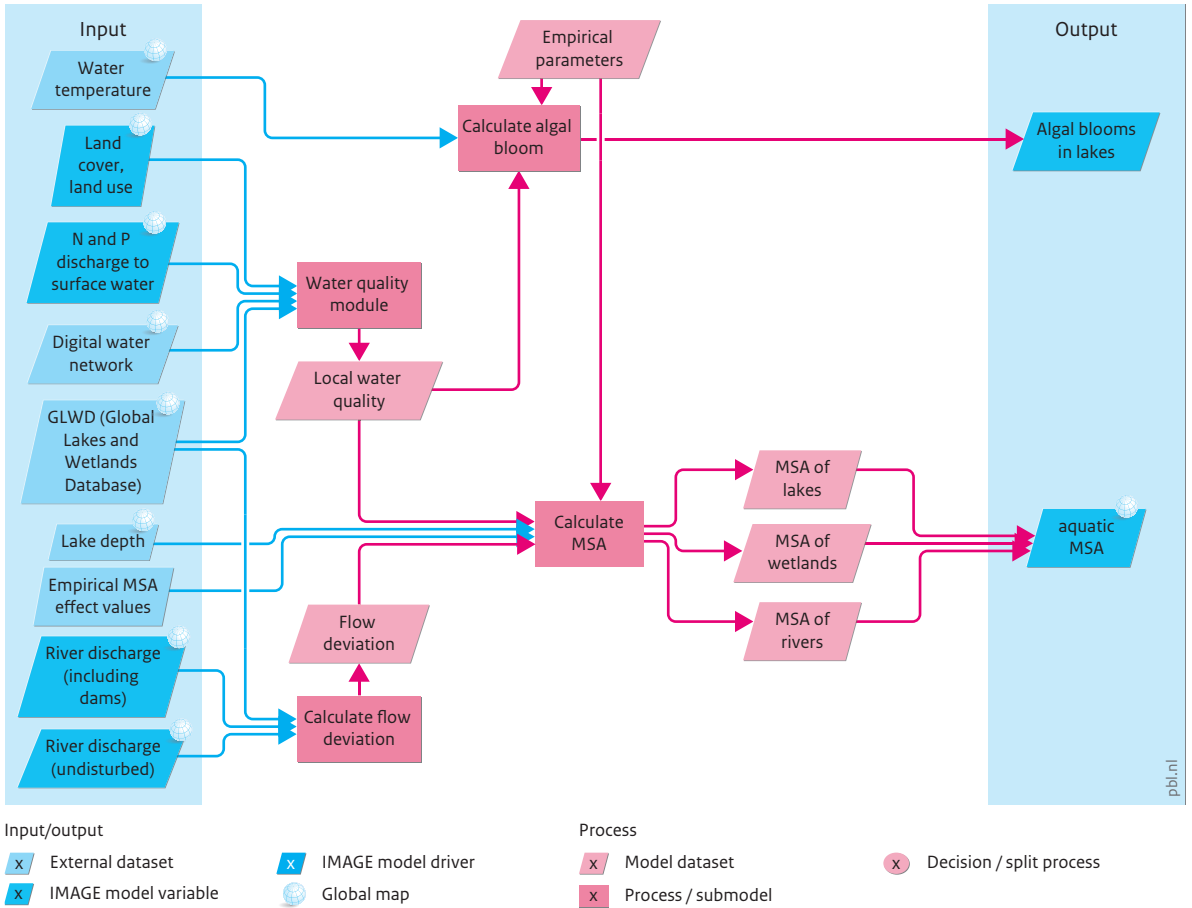 Input
Water
temperature
Land
cover,
land use
N and P
discharge to
surface water
Digital water
network
GLWD (Global
Lakes and
Wetlands
Database)
Lake depth
Empirical MSA
effect values
River discharge
(including
dams)
River discharge
(undisturbed)
Empirical
parameters
Calculate algal
bloom
Water quality
module
Local water
quality
Flow
deviation
Calculate flow
deviation
Calculate
MSA
MSA of
lakes
MSA of
wetlands
MSA of
rivers
Output
Algal blooms
in lakes
aquatic
MSA
pbl.nl
Input/output
x External dataset
x IMAGE model variable
x IMAGE model driver
Global map
Process
x Model dataset
x Process / submodel
x Decision / split process